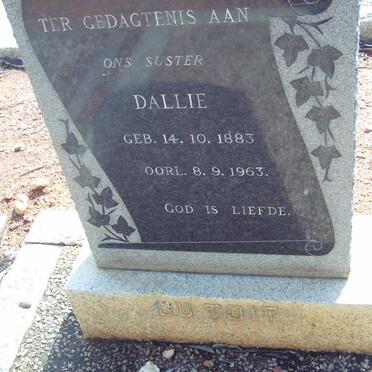 TER GEDAGTENIS AAN
ONS SUSTER
DALLIE
GEB. 14. 10. 1883
OORL. 8. 9. 1963.
GOD IS LIEFDE.
DU TOIT